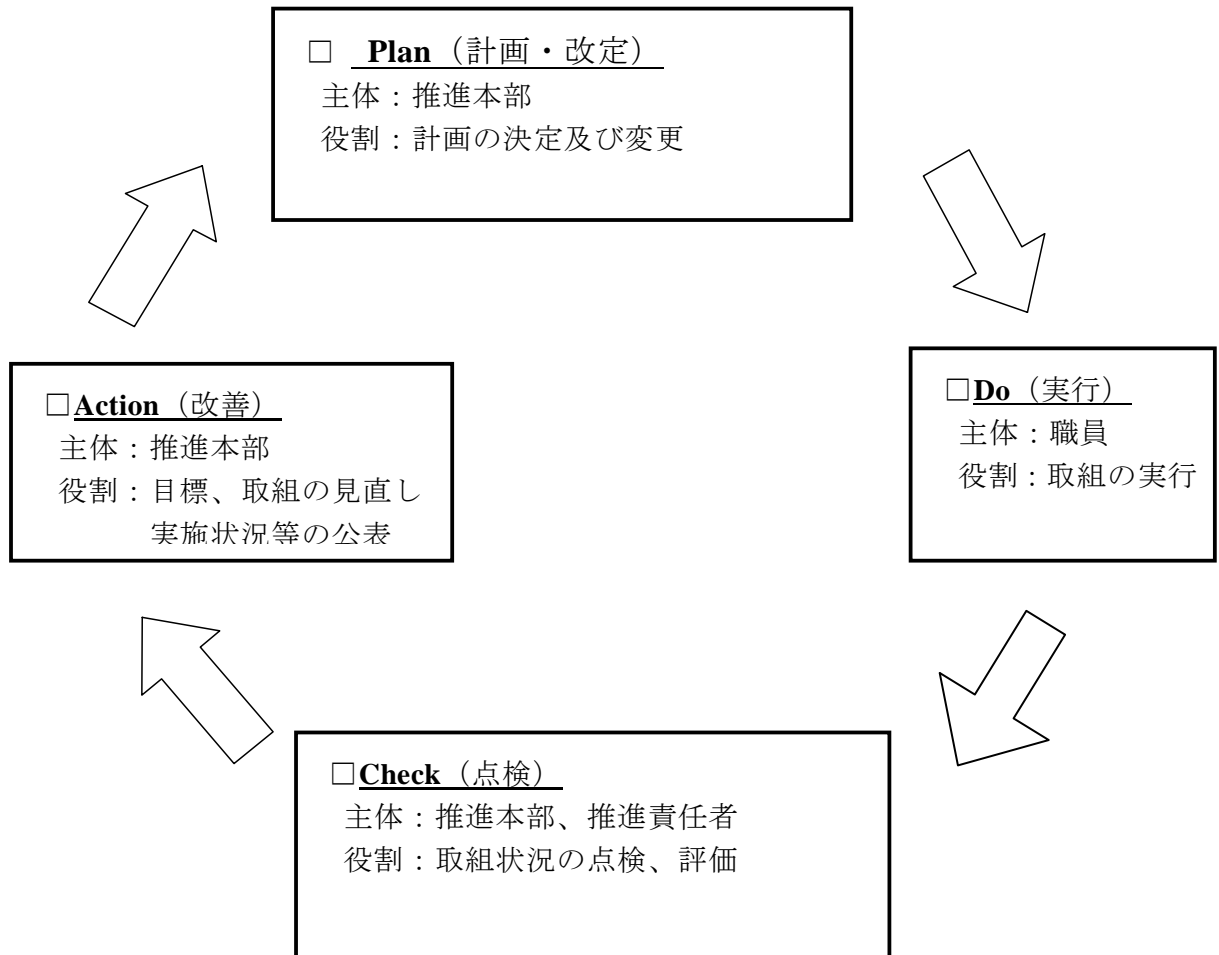 □ Plan（計画・改定）
主体：推進本部
役割：計画の決定及び変更
□Action（改善）
主体：推進本部
役割：目標、取組の見直し
実施状況等の公表
□Do（実行）
主体：職員
役割：取組の実行
□Check（点検）
主体：推進本部、推進責任者
役割：取組状況の点検、評価